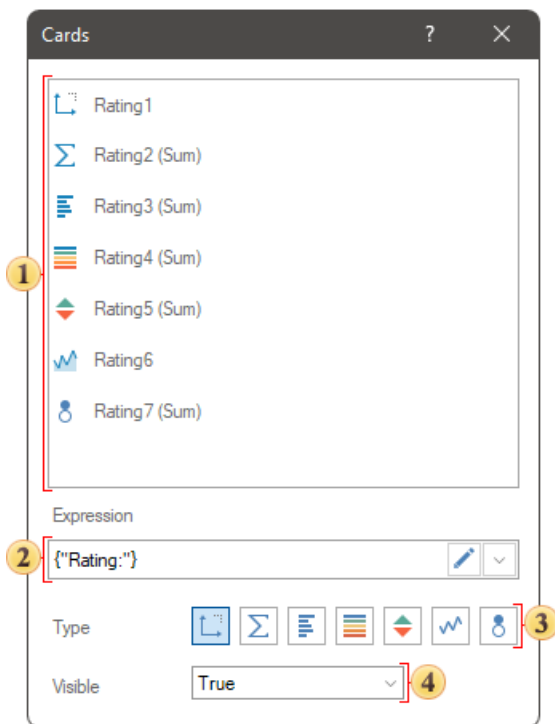 Cards ?
Rating1
Rating2 (Sum)
Rating3 (Sum)
Rating4 (Sum)
1
Rating5 (Sum)
Rating6
Rating7 (Sum)
Expression
2 {"Rating:"}
Type 3
Visible True 4